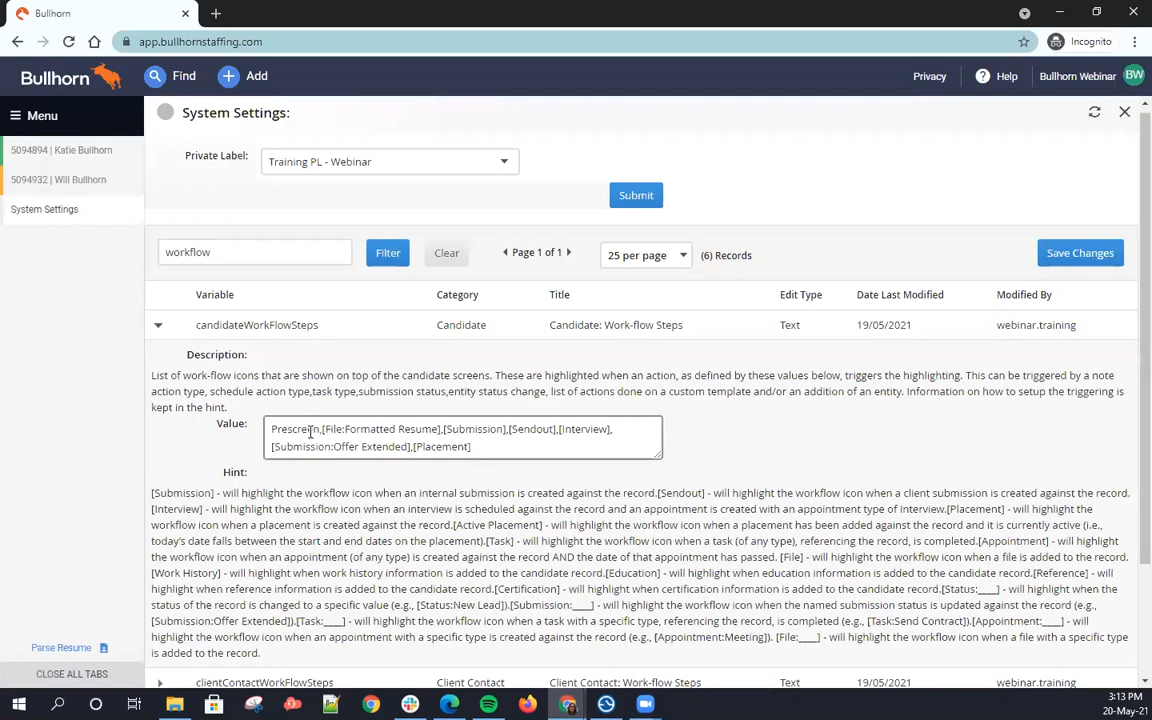 Bullhorn
app.bullhornstaffing.com
Incognito
Bullhorn
Find
Add
Privacy
Help
Bullhorn Webinar
BW
Menu
System Settings:
5094894 | Katie Bullhorn
5094932 | Will Bullhorn
System Settings
Private Label:
Training PL - Webinar
Submit
workflow
Filter
Clear
Page 1 of 1
25 per page
(6) Records
Save Changes
Variable
Category
Title
Edit Type
Date Last Modified
Modified By
candidateWorkFlowSteps
Candidate
Candidate: Work-flow Steps
Text
19/05/2021
webinar.training
Description:
List of work-flow icons that are shown on top of the candidate screens. These are highlighted when an action, as defined by these values below, triggers the highlighting. This can be triggered by a note
action type, schedule action type,task type,submission status,entity status change, list of actions done on a custom template and/or an addition of an entity. Information on how to setup the triggering is
kept in the hint.
Value:
Prescreen,[File:Formatted Resume],[Submission],[Sendout],[Interview],
[Submission:Offer Extended],[Placement]
Hint:
[Submission] - will highlight the workflow icon when an internal submission is created against the record.[Sendout] - will highlight the workflow icon when a client submission is created against the record.
[Interview] - will highlight the workflow icon when an interview is scheduled against the record and an appointment is created with an appointment type of Interview.[Placement] - will highlight the
workflow icon when a placement is created against the record.[Active Placement] - will highlight the workflow icon when a placement has been added against the record and it is currently active (i.e.,
today's date falls between the start and end dates on the placement).[Task] - will highlight the workflow icon when a task (of any type), referencing the record, is completed.[Appointment] - will highlight
the workflow icon when an appointment (of any type) is created against the record AND the date of that appointment has passed. [File] - will highlight the workflow icon when a file is added to the record.
[Work History] - will highlight when work history information is added to the candidate record.[Education] - will highlight the workflow icon when education information is added to the candidate record.[Reference] - will
highlight when reference information is added to the candidate record.[Certification] - will highlight when certification information is added to the candidate record.[Status:____] - will highlight when the
status of the record is changed to a specific value (e.g., [Status:New Lead]).[Submission:____] - will highlight the workflow icon when the named submission status is updated against the record (e.g.,
[Submission:Offer Extended]).[Task:____] - will highlight the workflow icon when a task with a specific type, referencing the record, is completed (e.g., [Task:Send Contract]).[Appointment:____] - will
highlight the workflow icon when an appointment with a specific type is created against the record (e.g., [Appointment:Meeting]). [File:____] - will highlight the workflow icon when a file with a specific type
is added to the record.
Parse Resume
CLOSE ALL TABS
clientContactWorkFlowSteps
Client Contact
Contact: Work-flow Steps
Text
19/05/2021
webinar.training
3:13 PM
20-May-21